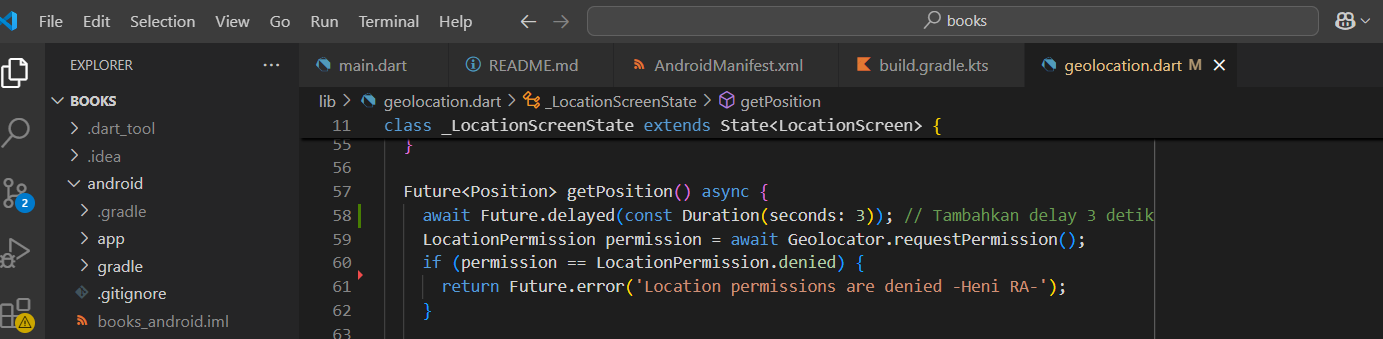 File Edit Selection View Go Run Terminal Help books
EXPLORER ... main.dart README.md AndroidManifest.xml build.gradle.kts geolocation.dart M
BOOKS
.dart_tool
.idea
android
.gradle
app
gradle
.gitignore
books_android.iml
2
lib > geolocation.dart > _LocationScreenState > getPosition
11 class _LocationScreenState extends State<LocationScreen> {
55 }
56
57 Future<Position> getPosition() async {
58 await Future.delayed(const Duration(seconds: 3)); // Tambahkan delay 3 detik
59 LocationPermission permission = await Geolocator.requestPermission();
60 if (permission == LocationPermission.denied) {
61 return Future.error('Location permissions are denied -Heni RA-');
62 }
63